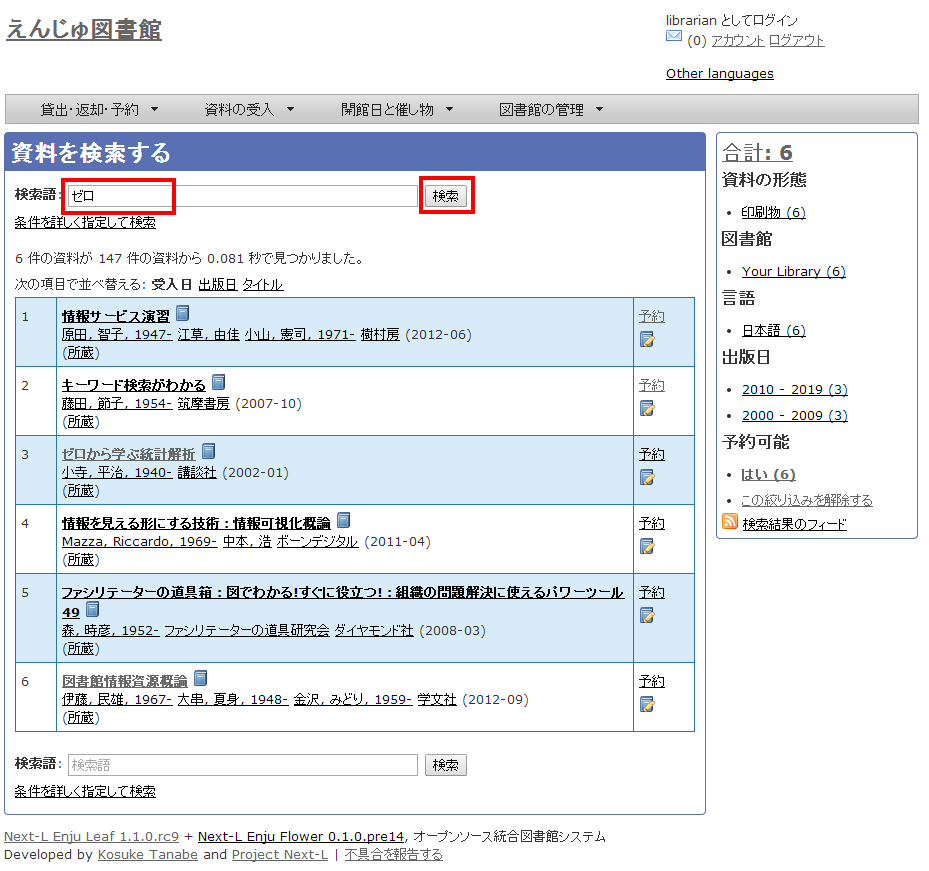 えんじゅ図書館
librarian としてログイン
(0) アカウント ログアウト
Other languages
貸出・返却・予約 ▼ 資料の受入 ▼ 開館日と催し物 ▼ 図書館の管理 ▼
資料を検索する
検索語: ゼロ 検索
条件を詳しく指定して検索
6 件の資料が 147 件の資料から 0.081 秒で見つかりました。
次の項目で並べ替える: 受入日 出版日 タイトル
1 情報サービス演習 予約
原田, 智子, 1947- 江草, 由佳 小山, 憲司, 1971- 樹村房 (2012-06)
(所蔵)
2 キーワード検索がわかる 予約
藤田, 節子, 1954- 筑摩書房 (2007-10)
(所蔵)
3 ゼロから学ぶ統計解析 予約
小寺, 平治, 1940- 講談社 (2002-01)
(所蔵)
4 情報を見える形にする技術 : 情報可視化概論 予約
Mazza, Riccardo, 1969- 中本, 浩 ボーンデジタル (2011-04)
(所蔵)
5 ファシリテーターの道具箱 : 図でわかる!すぐに役立つ! : 組織の問題解決に使えるパワーツール 予約
49
森, 時彦, 1952- ファシリテーターの道具研究会 ダイヤモンド社 (2008-03)
(所蔵)
6 図書館情報資源概論 予約
伊藤, 民雄, 1967- 大串, 夏身, 1948- 金沢, みどり, 1959- 学文社 (2012-09)
(所蔵)
検索語: 検索語 検索
条件を詳しく指定して検索
合計: 6
資料の形態
• 印刷物 (6)
図書館
• Your Library (6)
言語
• 日本語 (6)
出版日
• 2010 - 2019 (3)
• 2000 - 2009 (3)
予約可能
• はい (6)
• この絞り込みを解除する
検索結果のフィード
Next-L Enju Leaf 1.1.0.rc9 + Next-L Enju Flower 0.1.0.pre14, オープンソース統合図書館システム
Developed by Kosuke Tanabe and Project Next-L | 不具合を報告する